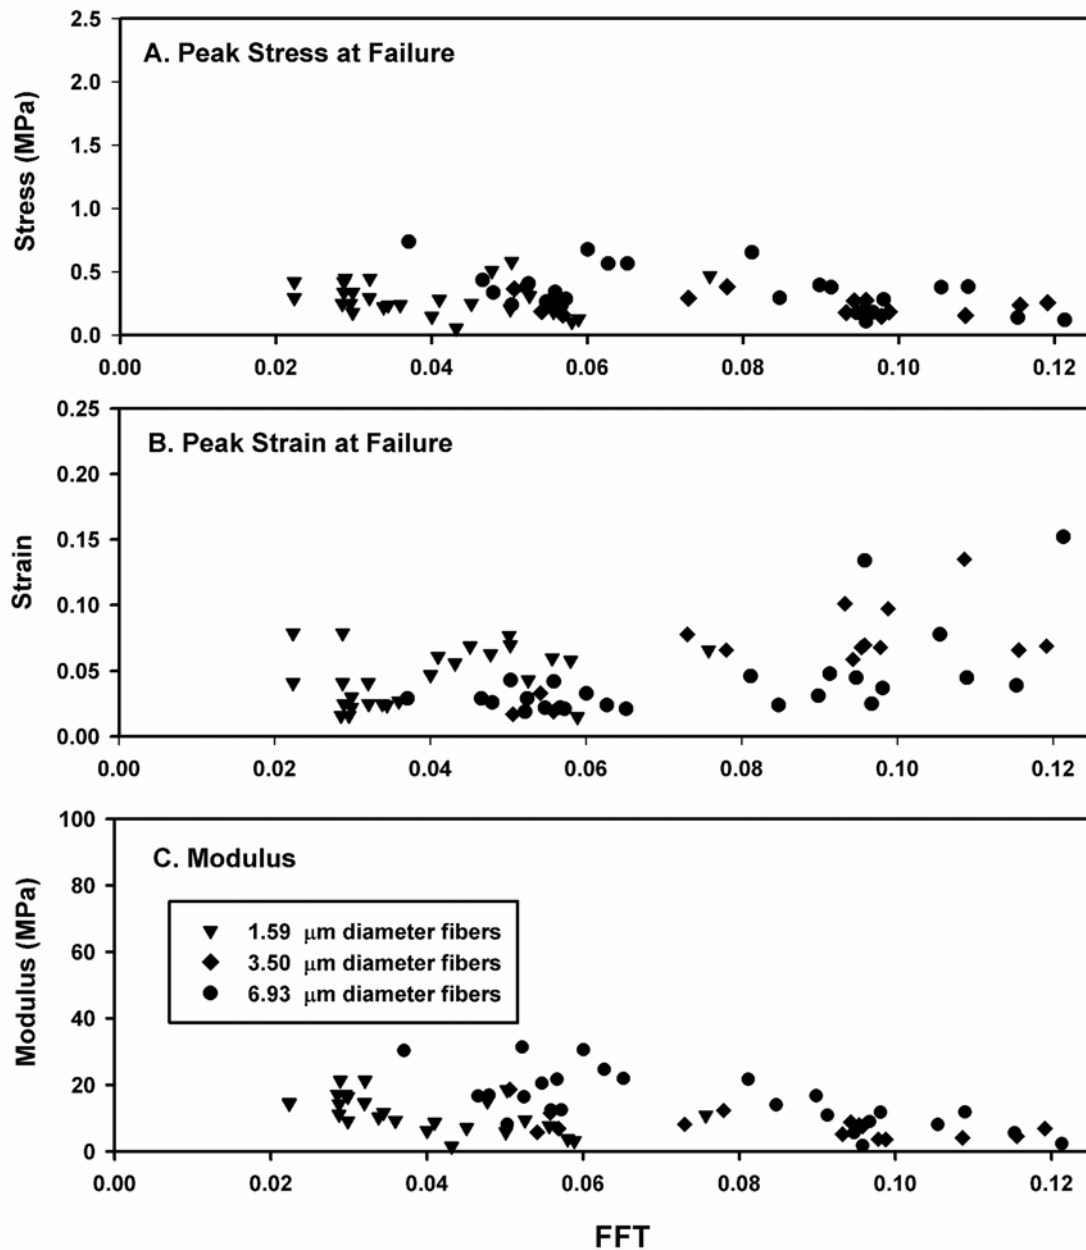 A. Peak Stress at Failure
Stress (MPa)
2.5
2.0
1.5
1.0
0.5
0.0
0.00 0.02 0.04 0.06 0.08 0.10 0.12
B. Peak Strain at Failure
Strain
0.25
0.20
0.15
0.10
0.05
0.00
0.00 0.02 0.04 0.06 0.08 0.10 0.12
C. Modulus
Modulus (MPa)
100
80
60
40
20
0
1.59 μm diameter fibers
3.50 μm diameter fibers
6.93 μm diameter fibers
0.00 0.02 0.04 0.06 0.08 0.10 0.12
FFT